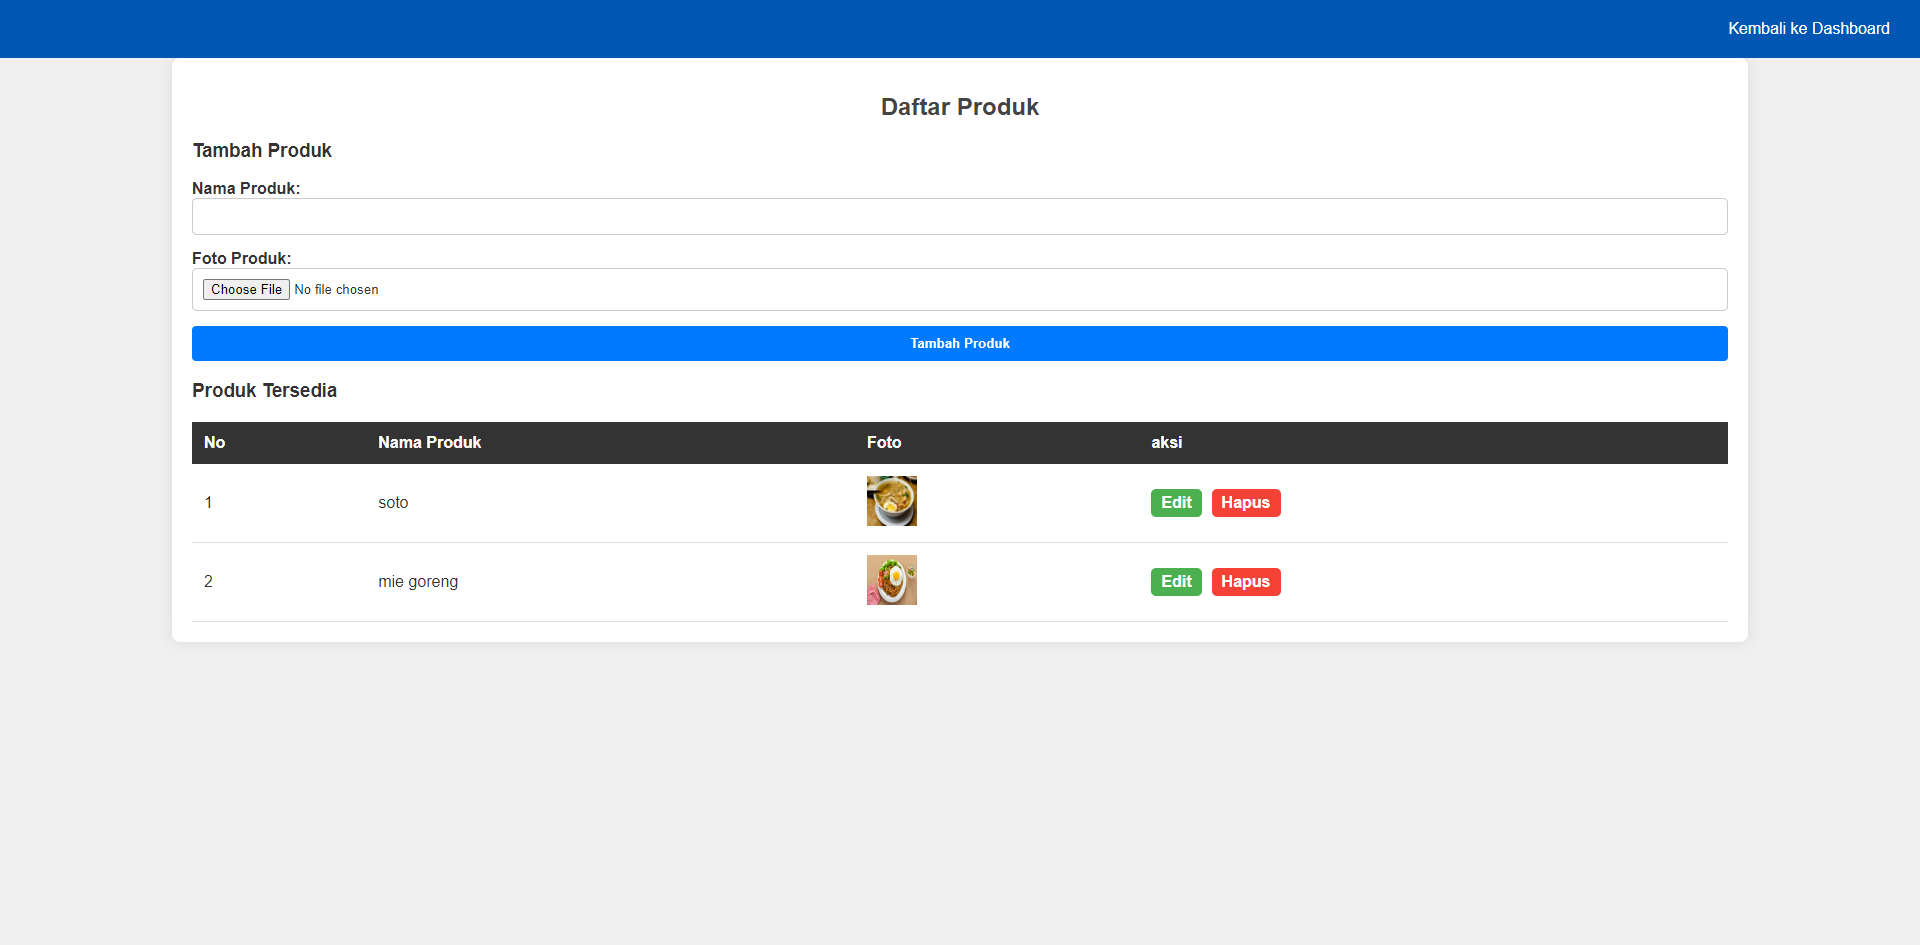 Kembali ke Dashboard
Daftar Produk
Tambah Produk
Nama Produk:
Foto Produk:
Choose File No file chosen
Tambah Produk
Produk Tersedia
No Nama Produk Foto aksi
1 soto Edit Hapus
2 mie goreng Edit Hapus